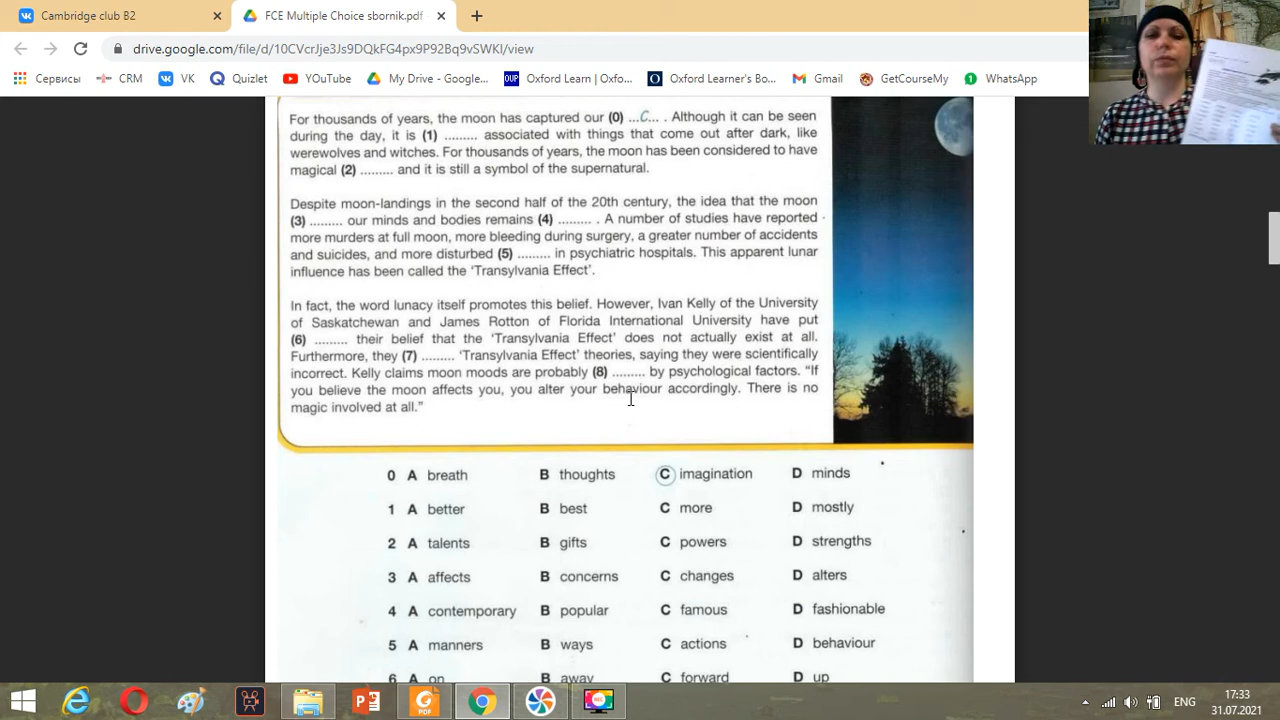 Cambridge club B2
FCE Multiple Choice sbornik.pdf -
drive.google.com/file/d/10CVcrJje3Js9DQkFG4px9P92Bq9vSWKI/view
Сервисы CRM VK Quizlet YouTube My Drive - Google... OUP Oxford Learn | (Oxfo... Oxford Learner's Bo... Gmail GetCourseMy 1 WhatsApp
For thousands of years, the moon has captured our (0) ...C... . Although it can be seen
during the day, it is (1) ......... associated with things that come out after dark, like
werewolves and witches. For thousands of years, the moon has been considered to have
magical (2) ......... and it is still a symbol of the supernatural.
Despite moon-landings in the second half of the 20th century, the idea that the moon
(3) ......... our minds and bodies remains (4) ......... . A number of studies have reported
more murders at full moon, more bleeding during surgery, a greater number of accidents
and suicides, and more disturbed (5) ......... in psychiatric hospitals. This apparent lunar
influence has been called the 'Transylvania Effect'.
In fact, the word lunacy itself promotes this belief. However, Ivan Kelly of the University
of Saskatchewan and James Rotton of Florida International University have put
(6) ......... their belief that the 'Transylvania Effect' does not actually exist at all.
Furthermore, they (7) ......... 'Transylvania Effect' theories, saying they were scientifically
incorrect. Kelly claims moon moods are probably (8) ......... by psychological factors. "If
you believe the moon affects you, you alter your behaviour accordingly. There is no
magic involved at all."
0 A breath B thoughts C imagination D minds
1 A better B best C more D mostly
2 A talents B gifts C powers D strengths
3 A affects B concerns C changes D alters
4 A contemporary B popular C famous D fashionable
5 A manners B ways C actions D behaviour
6 A on B away C forward D up
PDF
ENG
17:33
31.07.2021